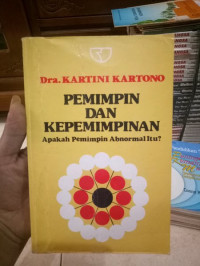 Dra. KARTINI KARTONO
PEMIMPIN
DAN
KEPEMIMPINAN
Apakah Pemimpin Abnormal Itu?